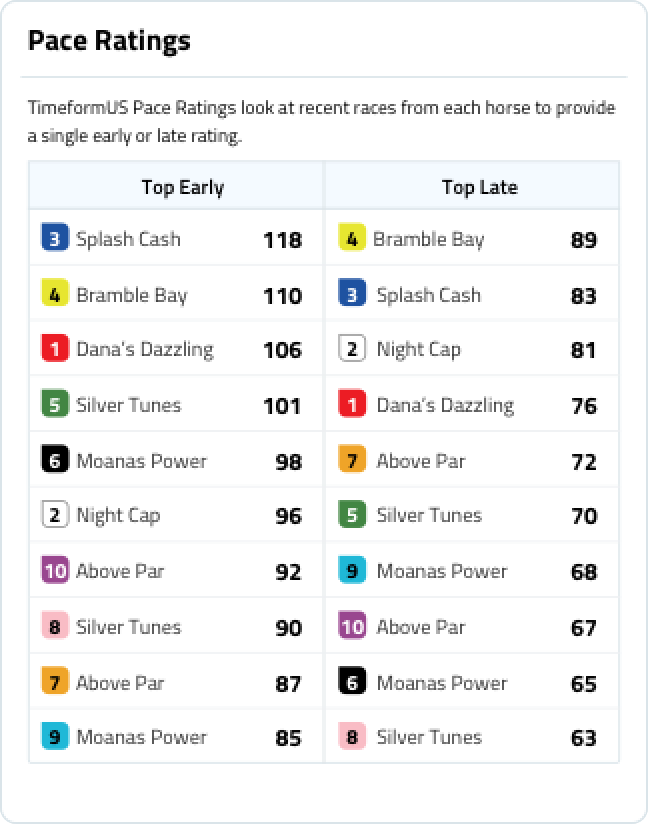 Pace Ratings
TimeformUS Pace Ratings look at recent races from each horse to provide
a single early or late rating.
Top Early Top Late
3 Splash Cash 118 4 Bramble Bay 89
4 Bramble Bay 110 3 Splash Cash 83
1 Dana's Dazzling 106 2 Night Cap 81
5 Silver Tunes 101 1 Dana's Dazzling 76
6 Moanas Power 98 7 Above Par 72
2 Night Cap 96 5 Silver Tunes 70
10 Above Par 92 9 Moanas Power 68
8 Silver Tunes 90 10 Above Par 67
7 Above Par 87 6 Moanas Power 65
9 Moanas Power 85 8 Silver Tunes 63